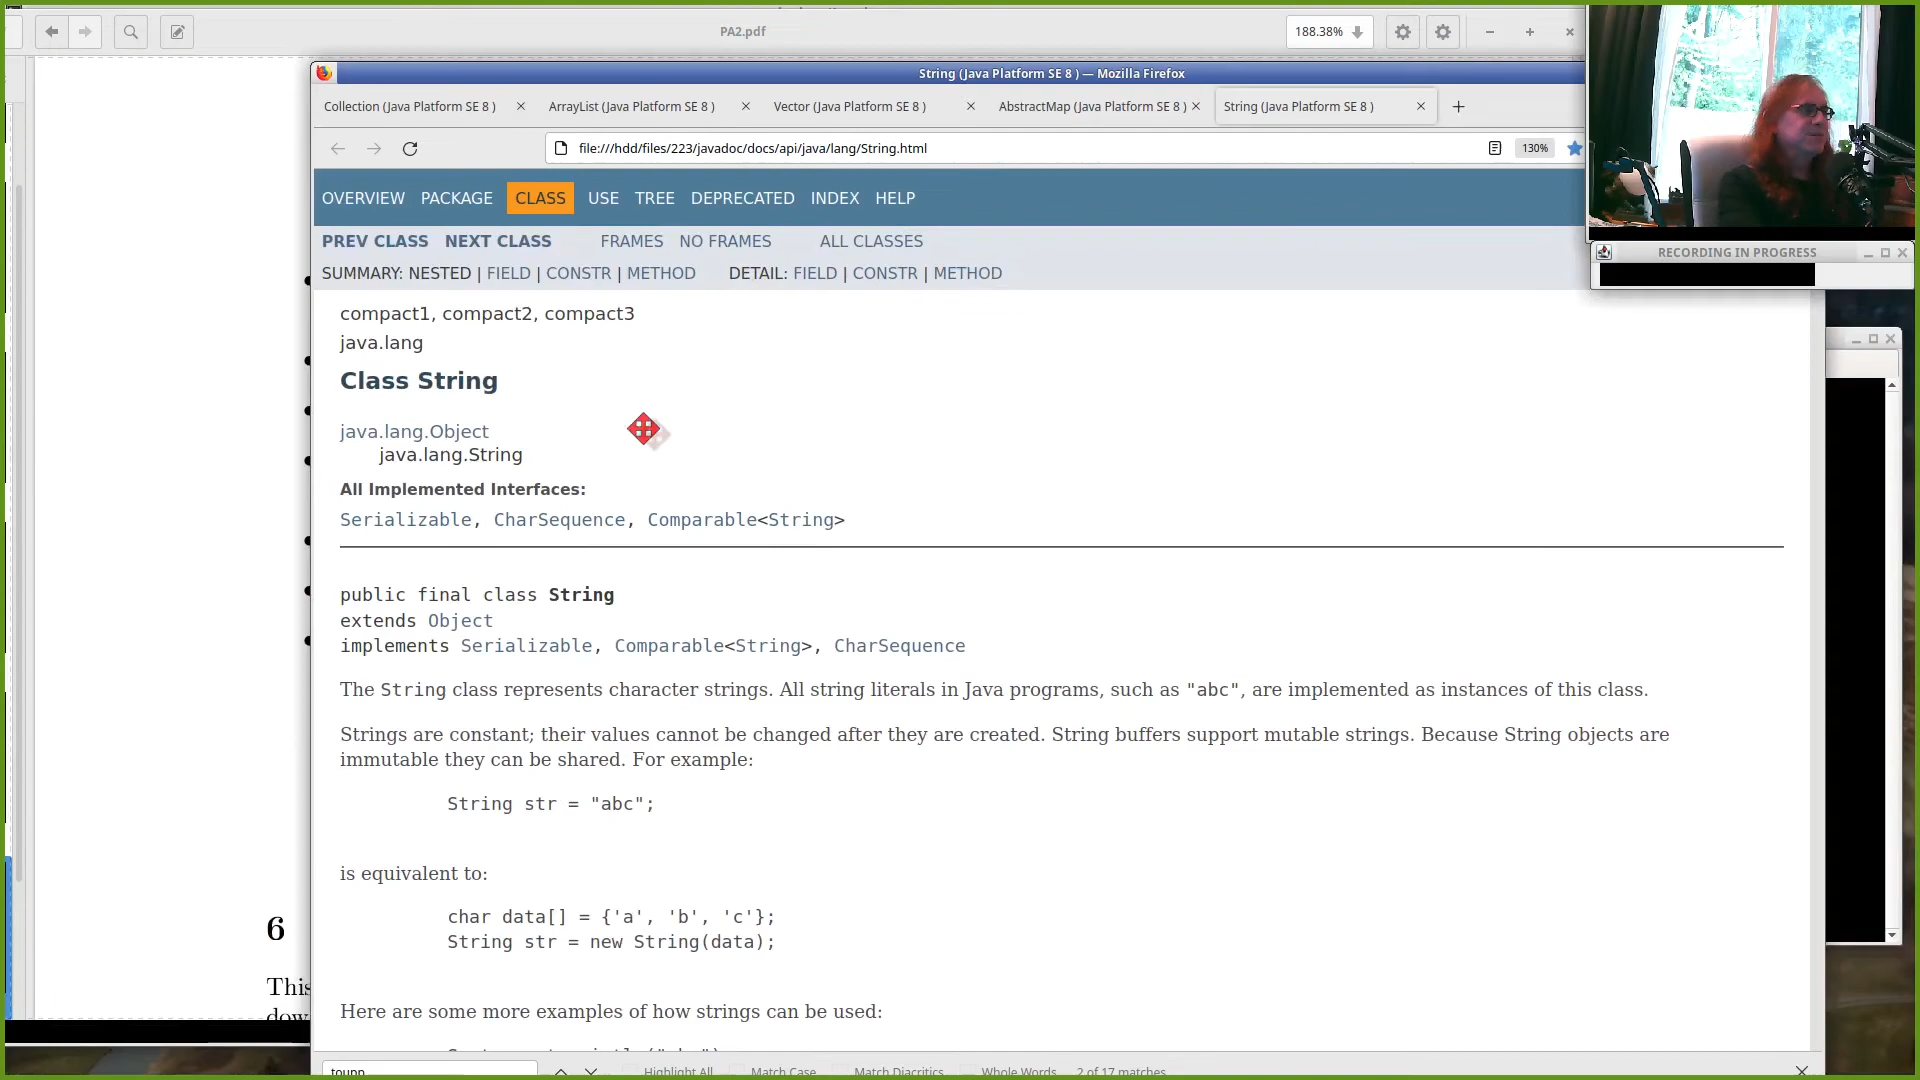 PA2.pdf
188.38%
String (Java Platform SE 8 ) — Mozilla Firefox
Collection (Java Platform SE 8 )
ArrayList (Java Platform SE 8 )
Vector (Java Platform SE 8 )
AbstractMap (Java Platform SE 8 )
String (Java Platform SE 8 )
file:///hdd/files/223/javadoc/docs/api/java/lang/String.html
130%
OVERVIEW PACKAGE CLASS USE TREE DEPRECATED INDEX HELP
PREV CLASS NEXT CLASS FRAMES NO FRAMES ALL CLASSES
SUMMARY: NESTED | FIELD | CONSTR | METHOD DETAIL: FIELD | CONSTR | METHOD
RECORDING IN PROGRESS
compact1, compact2, compact3
java.lang
Class String
java.lang.Object
java.lang.String
All Implemented Interfaces:
Serializable, CharSequence, Comparable<String>
public final class String
extends Object
implements Serializable, Comparable<String>, CharSequence
The String class represents character strings. All string literals in Java programs, such as "abc", are implemented as instances of this class.
Strings are constant; their values cannot be changed after they are created. String buffers support mutable strings. Because String objects are
immutable they can be shared. For example:
String str = "abc";
is equivalent to:
char data[] = {'a', 'b', 'c'};
String str = new String(data);
Here are some more examples of how strings can be used:
6
This
dow
toupp
Highlight All Match Case Match Diacritics Whole Words 2 of 17 matches